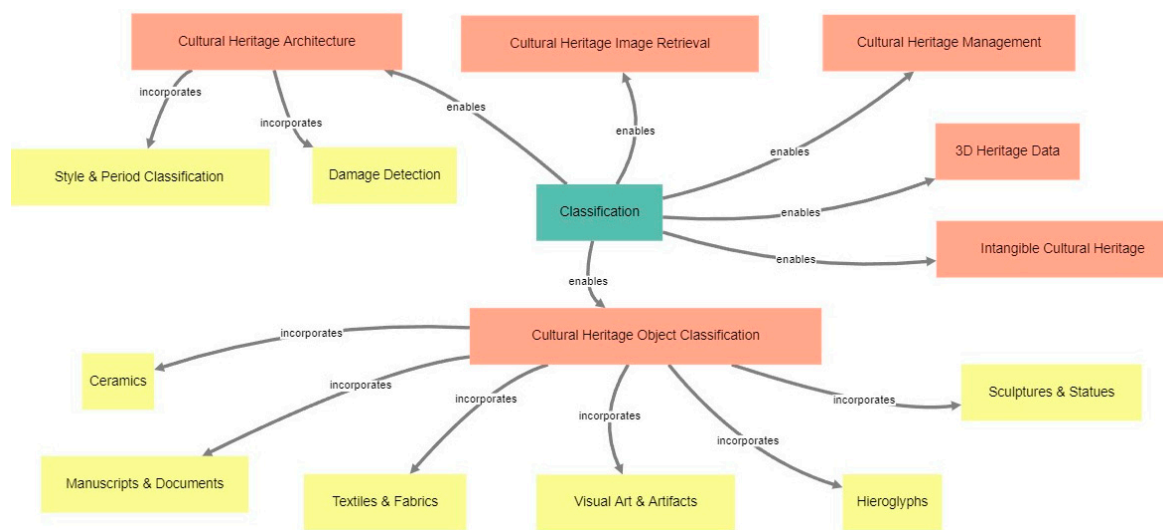 Cultural Heritage Architecture
Cultural Heritage Image Retrieval
Cultural Heritage Management
incorporates
incorporates
enables
enables
enables
3D Heritage Data
Style & Period Classification
Damage Detection
Classification
enables
Intangible Cultural Heritage
enables
enables
Cultural Heritage Object Classification
incorporates
Ceramics
incorporates
incorporates
incorporates
incorporates
incorporates
Sculptures & Statues
Manuscripts & Documents
Textiles & Fabrics
Visual Art & Artifacts
Hieroglyphs